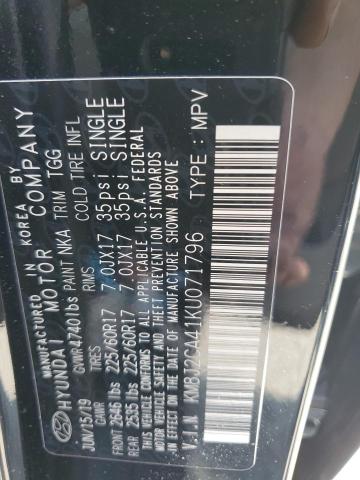 MANUFACTURED IN KOREA BY
HYUNDAI MOTOR COMPANY
JUN/15/19 GVWR4740lbs PAINT NKA TRIM TGG
GAWR TIRES RIMS COLD TIRE INFL
FRONT 2646 lbs 225/60R17 7.0JX17 35psi SINGLE
REAR 2535 lbs 225/60R17 7.0JX17 35psi SINGLE
THIS VEHICLE CONFORMS TO ALL APPLICABLE U.S.A. FEDERAL
MOTOR VEHICLE SAFETY, BUMPER, AND THEFT PREVENTION
STANDARDS IN EFFECT ON THE DATE OF MANUFACTURE SHOWN ABOVE
V.I.N : KM8J2CA41KU071796 TYPE : MPV